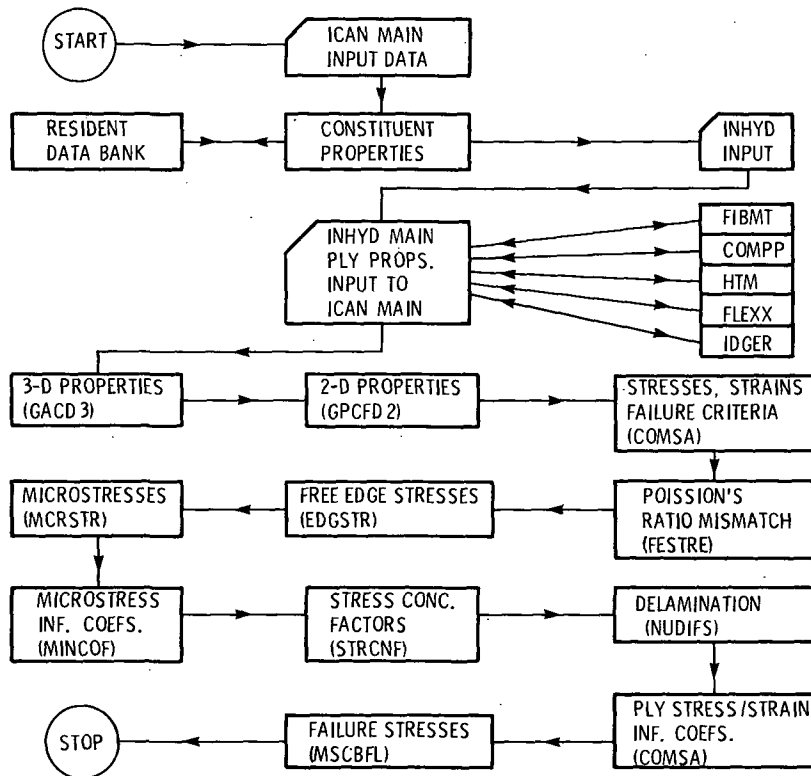 START
ICAN MAIN
INPUT DATA
RESIDENT
DATA BANK
CONSTITUENT
PROPERTIES
INHYD
INPUT
INHYD MAIN
PLY PROPS.
INPUT TO
ICAN MAIN
FIBMT
COMPP
HTM
FLEXX
IDGER
3-D PROPERTIES
(GACD 3)
2-D PROPERTIES
(GPCFD 2)
STRESSES, STRAINS
FAILURE CRITERIA
(COMSA)
MICROSTRESSES
(MCRSTR)
FREE EDGE STRESSES
(EDGSTR)
POISSION'S
RATIO MISMATCH
(FESTRE)
MICROSTRESS
INF. COEFS.
(MINCOF)
STRESS CONC.
FACTORS
(STRCNF)
DELAMINATION
(NUDIFS)
STOP
FAILURE STRESSES
(MSCBFL)
PLY STRESS/STRAIN
INF. COEFS.
(COMSA)